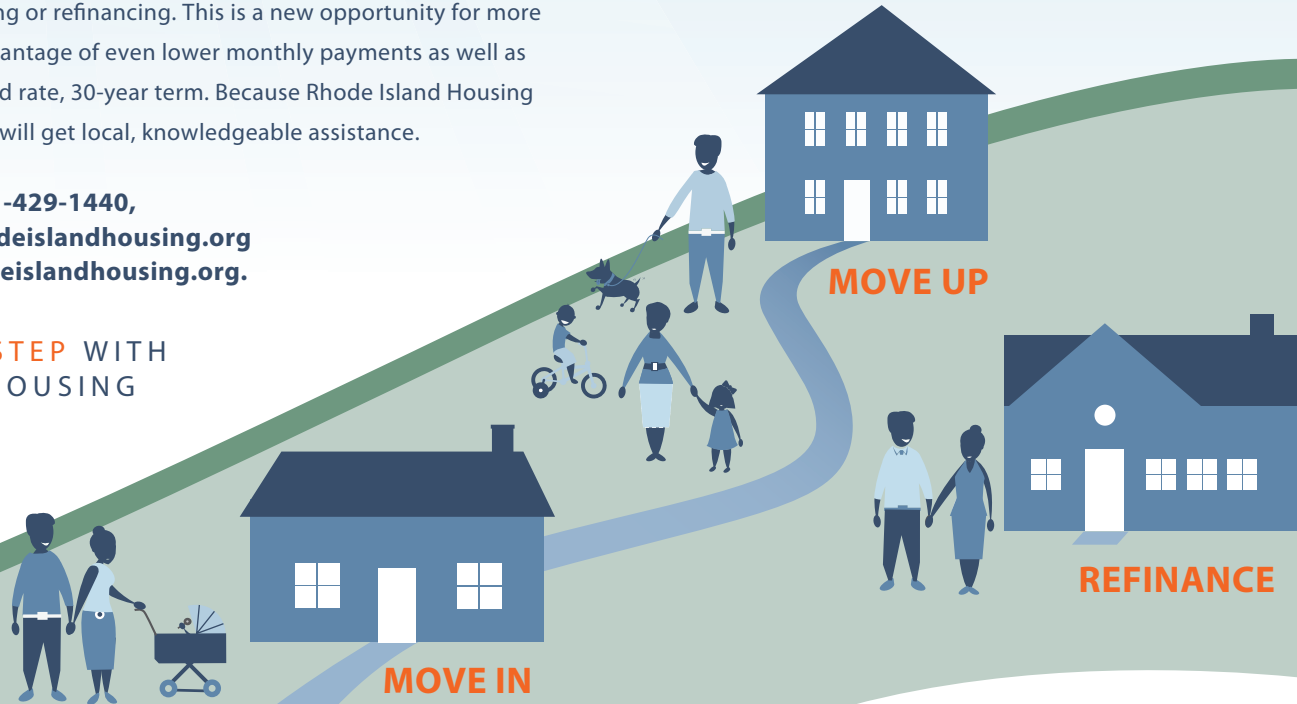 ng or refinancing. This is a new opportunity for more
antage of even lower monthly payments as well as
d rate, 30-year term. Because Rhode Island Housing
will get local, knowledgeable assistance.
-429-1440,
deislandhousing.org
eislandhousing.org.
STEP WITH
OUSING
MOVE UP
REFINANCE
MOVE IN